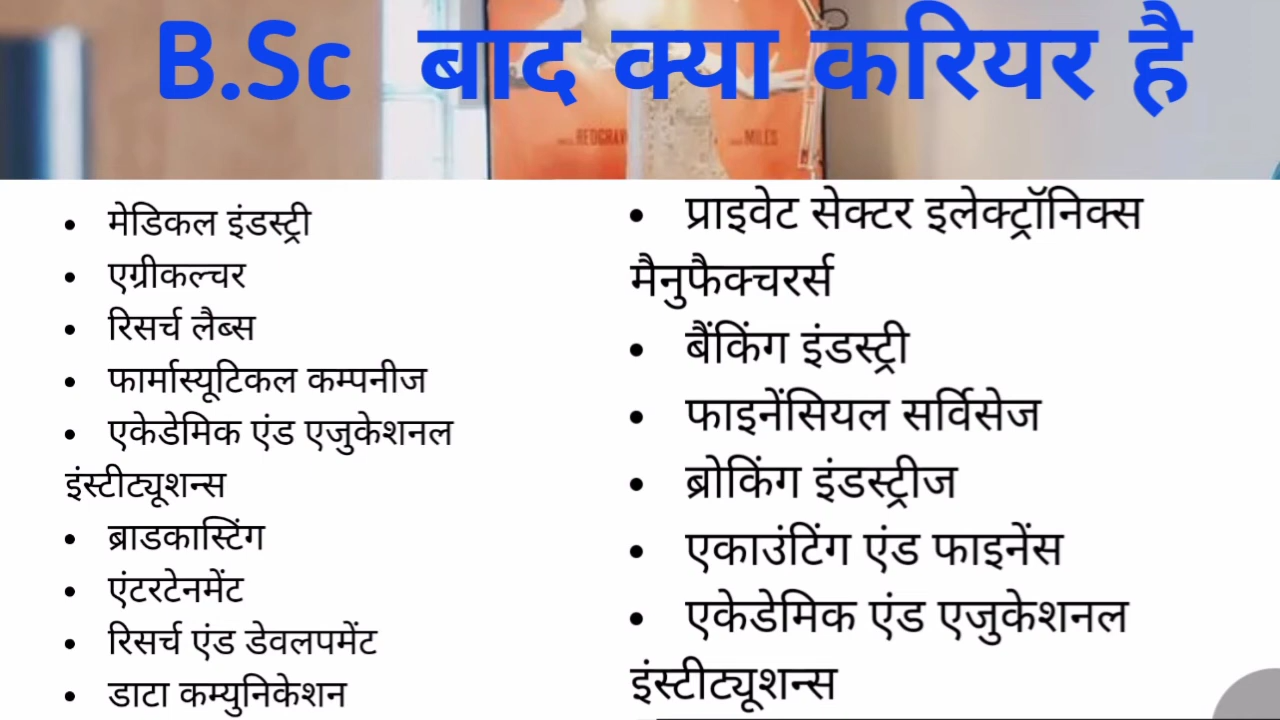 B.Sc बाद क्या करियर है
REDGRAV
MILES
• मेडिकल इंडस्ट्री
• एग्रीकल्चर
• रिसर्च लैब्स
• फार्मास्यूटिकल कम्पनीज
• एकेडेमिक एंड एजुकेशनल
इंस्टीट्यूशन्स
• ब्राडकास्टिंग
• एंटरटेनमेंट
• रिसर्च एंड डेवलपमेंट
• डाटा कम्युनिकेशन
• प्राइवेट सेक्टर इलेक्ट्रॉनिक्स
मैनुफैक्चरर्स
• बैंकिंग इंडस्ट्री
• फाइनेंसियल सर्विसेज
• ब्रोकिंग इंडस्ट्रीज
• एकाउंटिंग एंड फाइनेंस
• एकेडेमिक एंड एजुकेशनल
इंस्टीट्यूशन्स